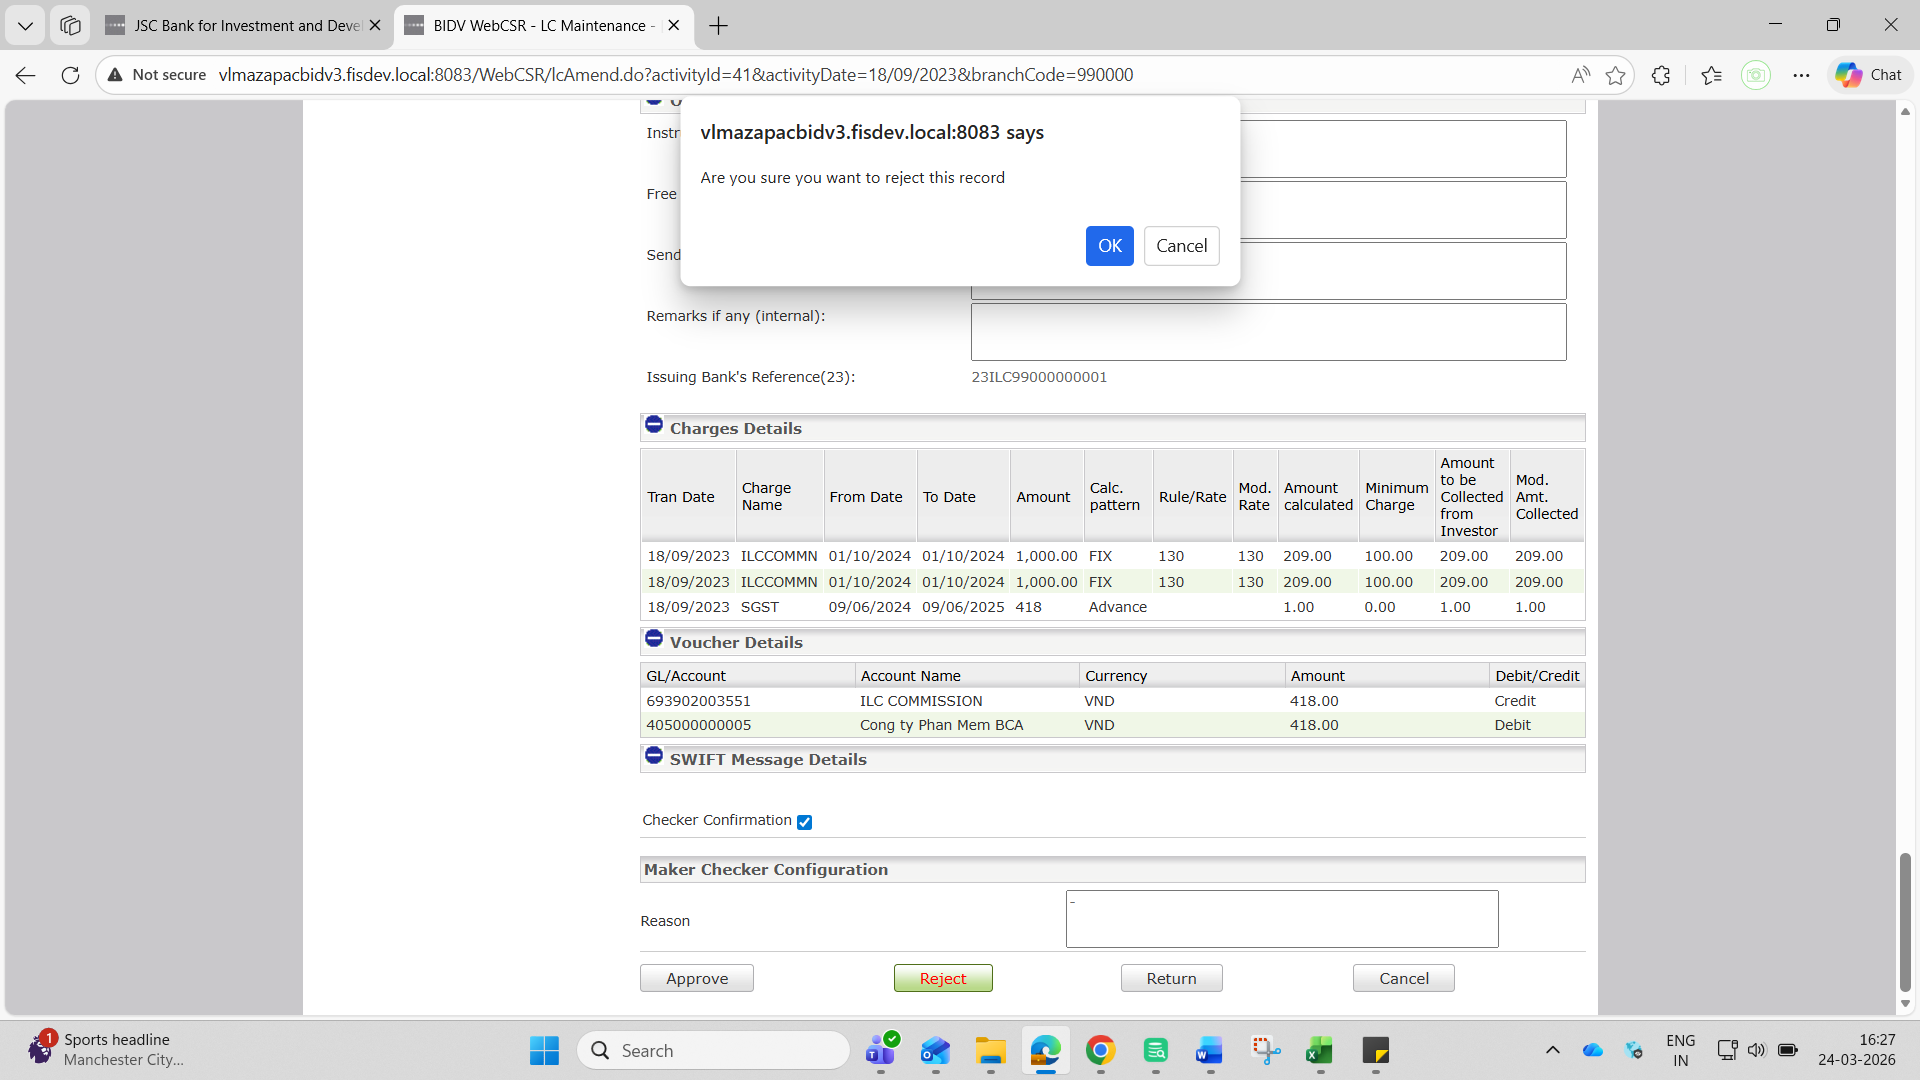 JSC Bank for Investment and Deve
BIDV WebCSR - LC Maintenance -
Not secure
vlmazapacbidv3.fisdev.local:8083/WebCSR/lcAmend.do?activityId=41&activityDate=18/09/2023&branchCode=990000
Chat
vlmazapacbidv3.fisdev.local:8083 says
Are you sure you want to reject this record
OK
Cancel
Instr
Free
Send
Remarks if any (internal):
Issuing Bank's Reference(23): 23ILC99000000001
Charges Details
Tran Date Charge Name From Date To Date Amount Calc. pattern Rule/Rate Mod. Rate Amount calculated Minimum Charge Amount to be Collected from Investor Mod. Amt. Collected
18/09/2023 ILCCOMMN 01/10/2024 01/10/2024 1,000.00 FIX 130 130 209.00 100.00 209.00 209.00
18/09/2023 ILCCOMMN 01/10/2024 01/10/2024 1,000.00 FIX 130 130 209.00 100.00 209.00 209.00
18/09/2023 SGST 09/06/2024 09/06/2025 418 Advance 1.00 0.00 1.00 1.00
Voucher Details
GL/Account Account Name Currency Amount Debit/Credit
693902003551 ILC COMMISSION VND 418.00 Credit
405000000005 Cong ty Phan Mem BCA VND 418.00 Debit
SWIFT Message Details
Checker Confirmation
Maker Checker Configuration
Reason
-
Approve
Reject
Return
Cancel
1
Sports headline
Manchester City...
Search
ENG
IN
16:27
24-03-2026